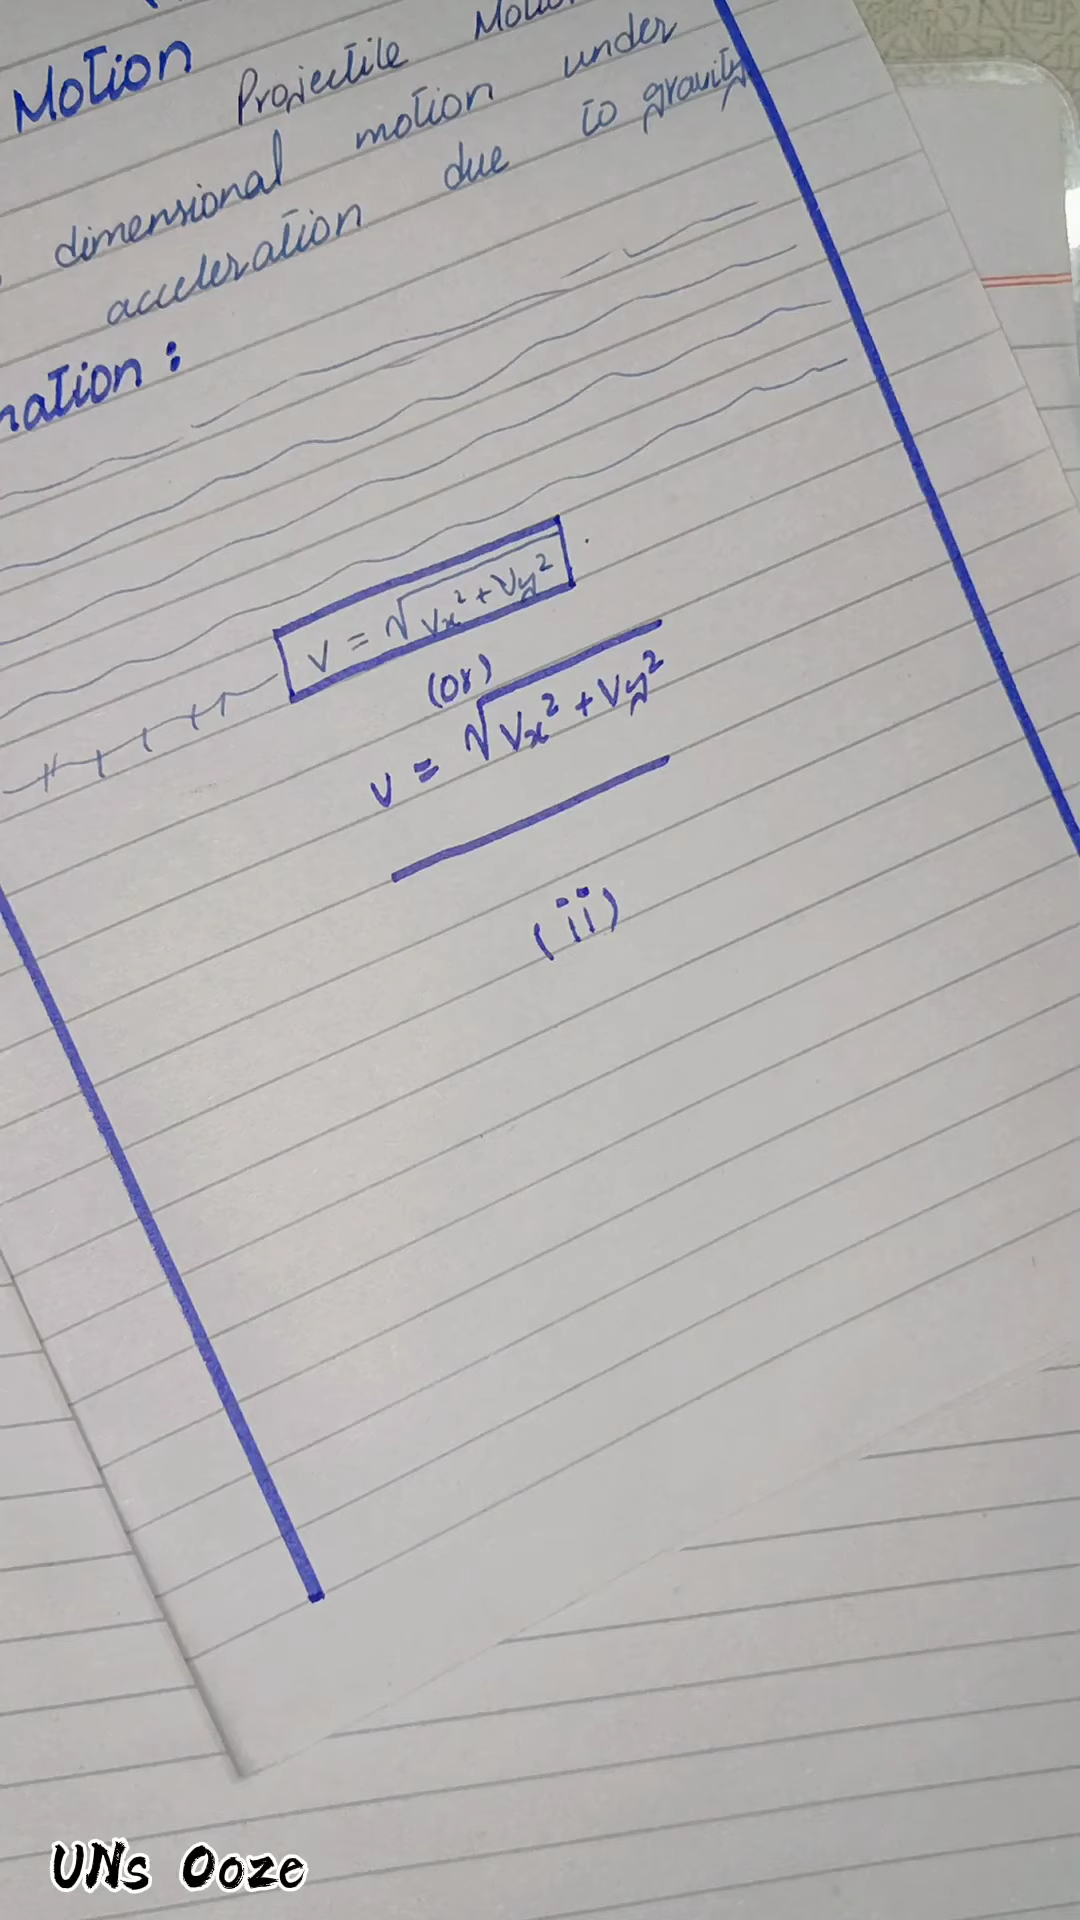 Motion
Projectile Motion
dimensional motion under
acceleration due to gravity
nation :
V = √Vx² + Vy²
(or)
V = √Vx² + Vy²
(ii)
UNs Ooze